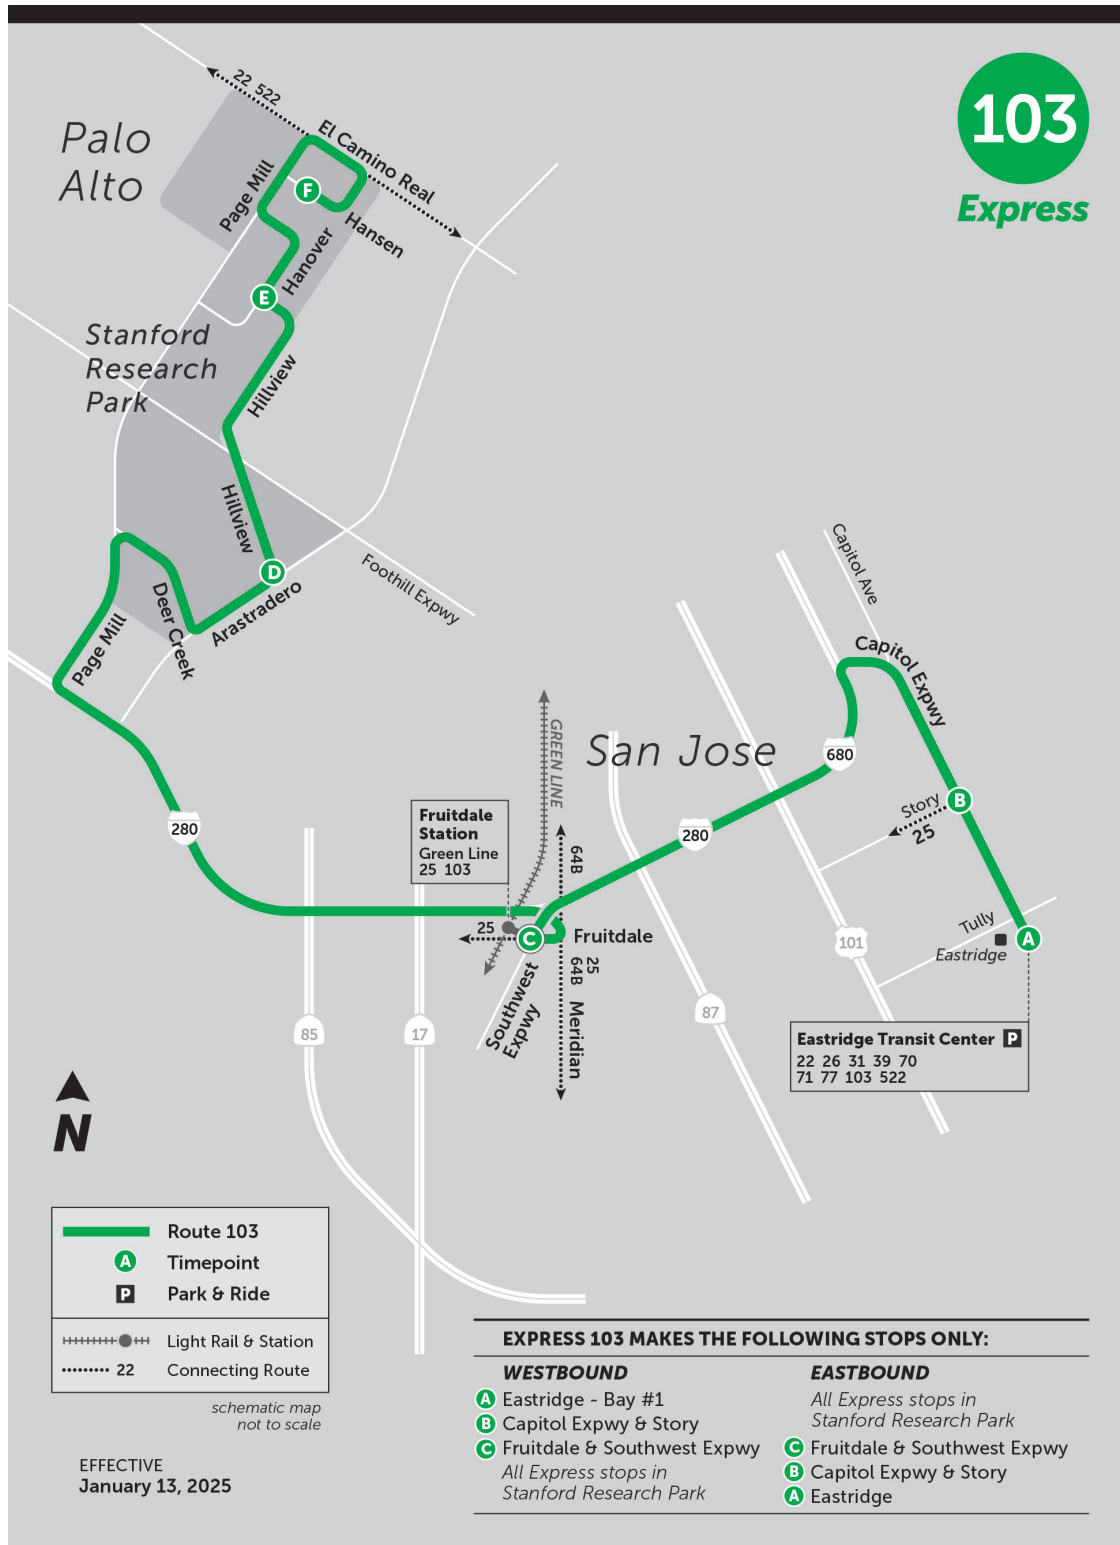 103
Express
Palo
Alto
22 522
El Camino Real
Page Mill
F
Hansen
Hanover
E
Stanford
Research
Park
Hillview
Hillview
D
Foothill Expwy
Arastradero
Deer Creek
Page Mill
Capitol Ave
Capitol Expwy
San Jose
GREEN LINE
680
280
280
Story
B
25
Fruitdale
Station
Green Line
25 103
64B
25
C
Fruitdale
25
64B
Meridian
Southwest
Expwy
Tully
A
Eastridge
101
87
85
17
Eastridge Transit Center P
22 26 31 39 70
71 77 103 522
N
Route 103
A Timepoint
P Park & Ride
Light Rail & Station
22 Connecting Route
schematic map
not to scale
EFFECTIVE
January 13, 2025
EXPRESS 103 MAKES THE FOLLOWING STOPS ONLY:
WESTBOUND
A Eastridge - Bay #1
B Capitol Expwy & Story
C Fruitdale & Southwest Expwy
All Express stops in
Stanford Research Park
EASTBOUND
All Express stops in
Stanford Research Park
C Fruitdale & Southwest Expwy
B Capitol Expwy & Story
A Eastridge